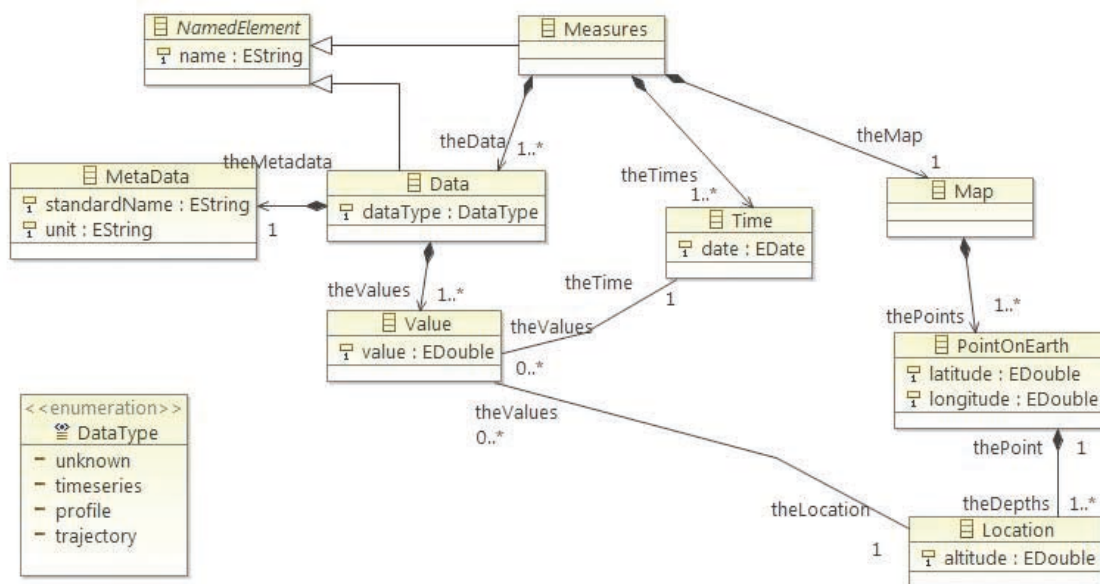 NamedElement
name : EString
Measures
theData
1..*
theTimes
1..*
theMap
1
theMetadata
MetaData
standardName : EString
unit : EString
1
Data
dataType : DataType
Time
date : EDate
Map
theValues
1..*
theTime
1
thePoints
1..*
Value
value : EDouble
theValues
0..*
PointOnEarth
latitude : EDouble
longitude : EDouble
<<enumeration>>
DataType
unknown
timeseries
profile
trajectory
theValues
0..*
thePoint
1
theLocation
1
theDepths
1..*
Location
altitude : EDouble